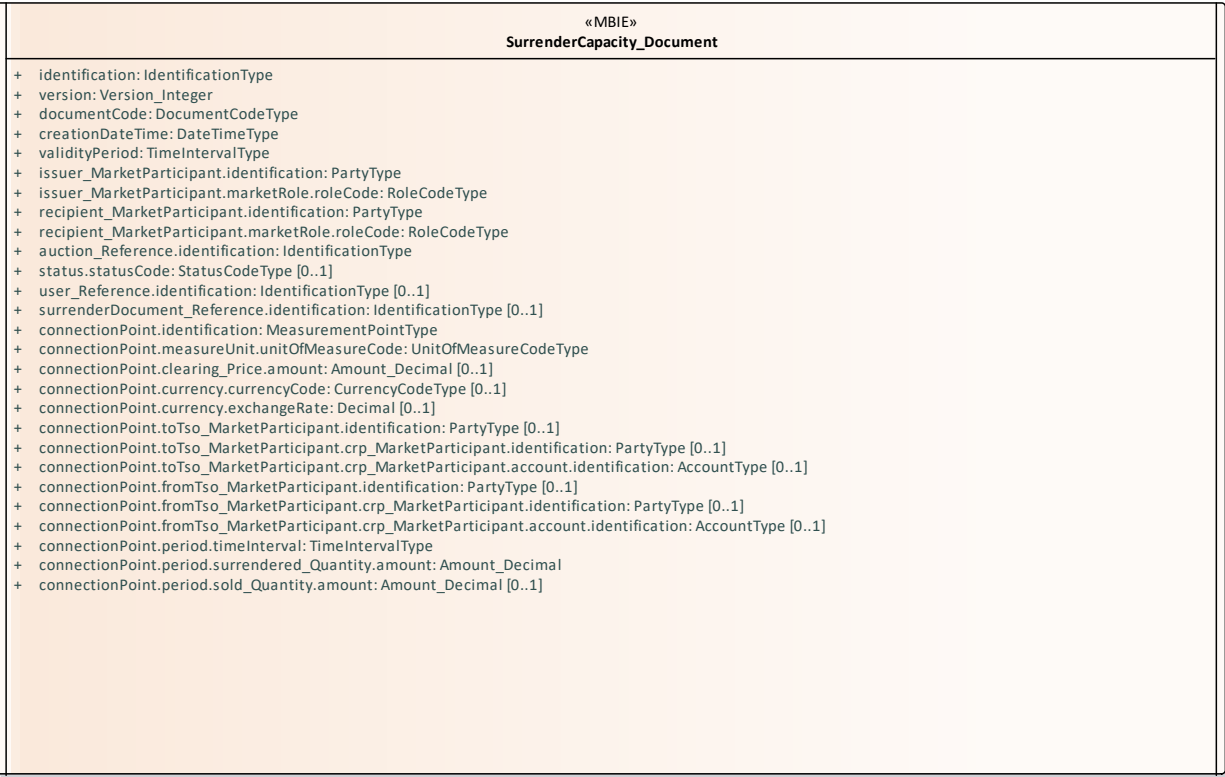 «MBIE»
SurrenderCapacity_Document
+ identification: IdentificationType
+ version: Version_Integer
+ documentCode: DocumentCodeType
+ creationDateTime: DateTimeType
+ validityPeriod: TimeIntervalType
+ issuer_MarketParticipant.identification: PartyType
+ issuer_MarketParticipant.marketRole.roleCode: RoleCodeType
+ recipient_MarketParticipant.identification: PartyType
+ recipient_MarketParticipant.marketRole.roleCode: RoleCodeType
+ auction_Reference.identification: IdentificationType
+ status.statusCode: StatusCodeType [0..1]
+ user_Reference.identification: IdentificationType [0..1]
+ surrenderDocument_Reference.identification: IdentificationType [0..1]
+ connectionPoint.identification: MeasurementPointType
+ connectionPoint.measureUnit.unitOfMeasureCode: UnitOfMeasureCodeType
+ connectionPoint.clearing_Price.amount: Amount_Decimal [0..1]
+ connectionPoint.currency.currencyCode: CurrencyCodeType [0..1]
+ connectionPoint.currency.exchangeRate: Decimal [0..1]
+ connectionPoint.toTso_MarketParticipant.identification: PartyType [0..1]
+ connectionPoint.toTso_MarketParticipant.crp_MarketParticipant.identification: PartyType [0..1]
+ connectionPoint.toTso_MarketParticipant.crp_MarketParticipant.account.identification: AccountType [0..1]
+ connectionPoint.fromTso_MarketParticipant.identification: PartyType [0..1]
+ connectionPoint.fromTso_MarketParticipant.crp_MarketParticipant.identification: PartyType [0..1]
+ connectionPoint.fromTso_MarketParticipant.crp_MarketParticipant.account.identification: AccountType [0..1]
+ connectionPoint.period.timeInterval: TimeIntervalType
+ connectionPoint.period.surrendered_Quantity.amount: Amount_Decimal
+ connectionPoint.period.sold_Quantity.amount: Amount_Decimal [0..1]